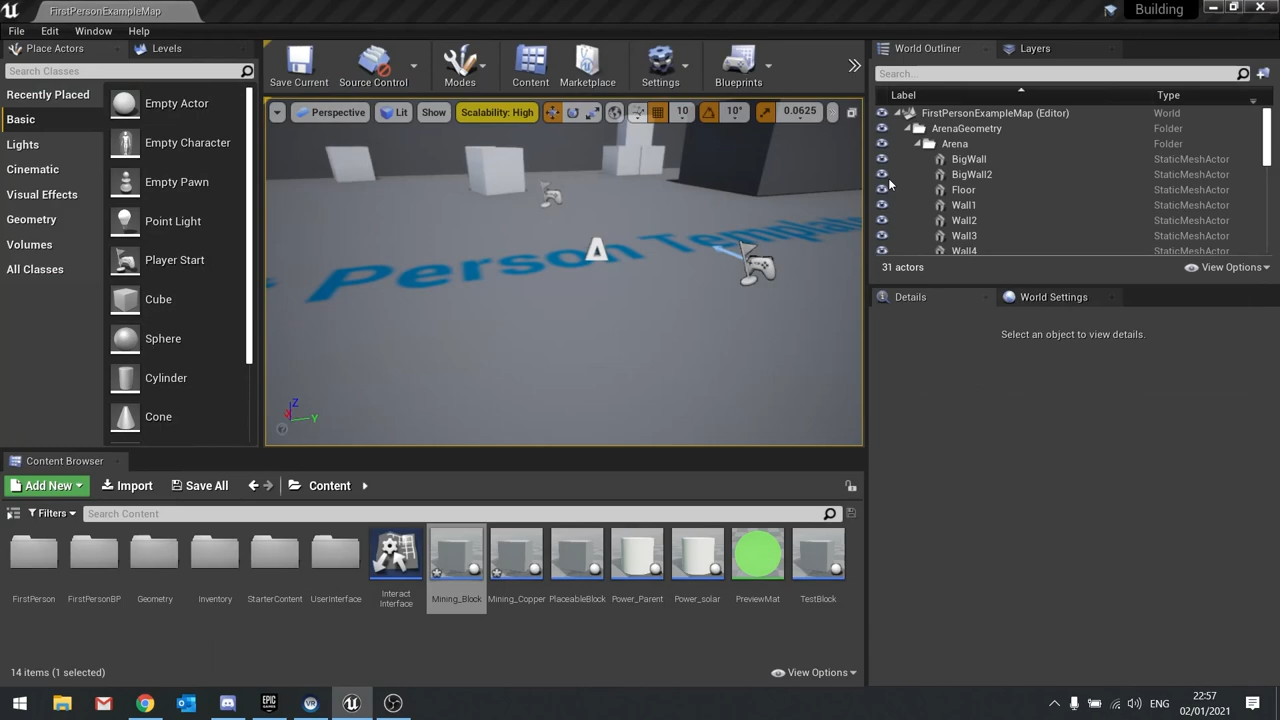 FirstPersonExampleMap
Building
File Edit Window Help
Place Actors Levels
Search Classes
Recently Placed
Basic
Lights
Cinematic
Visual Effects
Geometry
Volumes
All Classes
Empty Actor
Empty Character
Empty Pawn
Point Light
Player Start
Cube
Sphere
Cylinder
Cone
Save Current Source Control Modes Content Marketplace Settings Blueprints
Perspective Lit Show Scalability: High 10 10° 0.0625
Person Template
Z
X
Y
World Outliner Layers
Search...
Label Type
FirstPersonExampleMap (Editor) World
ArenaGeometry Folder
Arena Folder
BigWall StaticMeshActor
BigWall2 StaticMeshActor
Floor StaticMeshActor
Wall1 StaticMeshActor
Wall2 StaticMeshActor
Wall3 StaticMeshActor
Wall4 StaticMeshActor
31 actors View Options
Details World Settings
Select an object to view details.
Content Browser
Add New Import Save All Content
Filters Search Content
FirstPerson FirstPersonBP Geometry Inventory StarterContent UserInterface Interact Interface Mining_Block Mining_Copper PlaceableBlock Power_Parent Power_solar PreviewMat TestBlock
14 items (1 selected) View Options
EPIC GAMES VR ENG 22:57
02/01/2021